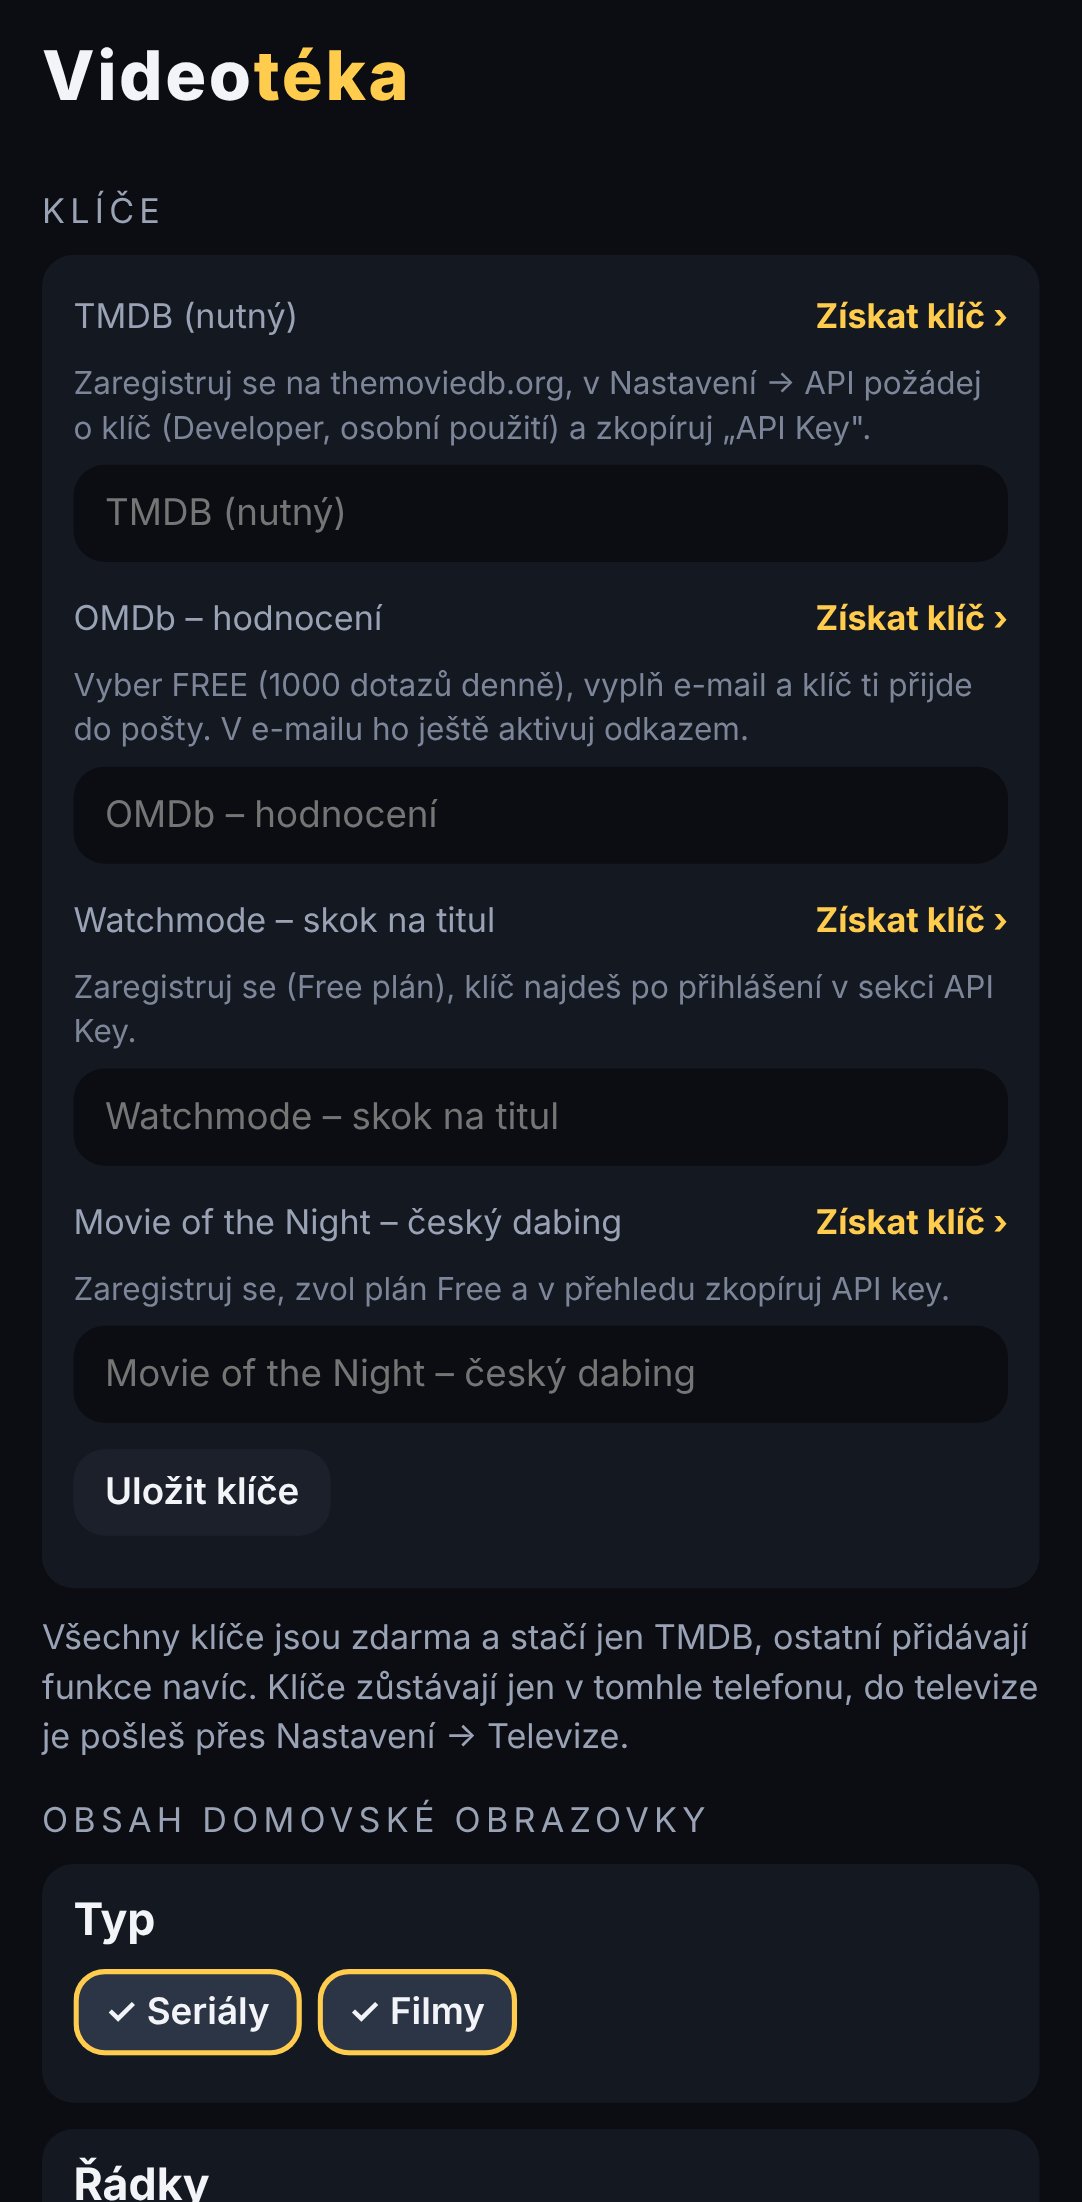 Videotéka
KLÍČE
TMDB (nutný)
Získat klíč ›
Zaregistruj se na themoviedb.org, v Nastavení → API požádej
o klíč (Developer, osobní použití) a zkopíruj „API Key".
TMDB (nutný)
OMDb – hodnocení
Získat klíč ›
Vyber FREE (1000 dotazů denně), vyplň e-mail a klíč ti přijde
do pošty. V e-mailu ho ještě aktivuj odkazem.
OMDb – hodnocení
Watchmode – skok na titul
Získat klíč ›
Zaregistruj se (Free plán), klíč najdeš po přihlášení v sekci API
Key.
Watchmode – skok na titul
Movie of the Night – český dabing
Získat klíč ›
Zaregistruj se, zvol plán Free a v přehledu zkopíruj API key.
Movie of the Night – český dabing
Uložit klíče
Všechny klíče jsou zdarma a stačí jen TMDB, ostatní přidávají
funkce navíc. Klíče zůstávají jen v tomhle telefonu, do televize
je pošleš přes Nastavení → Televize.
OBSAH DOMOVSKÉ OBRAZOVKY
Typ
✓ Seriály
✓ Filmy
Řádky